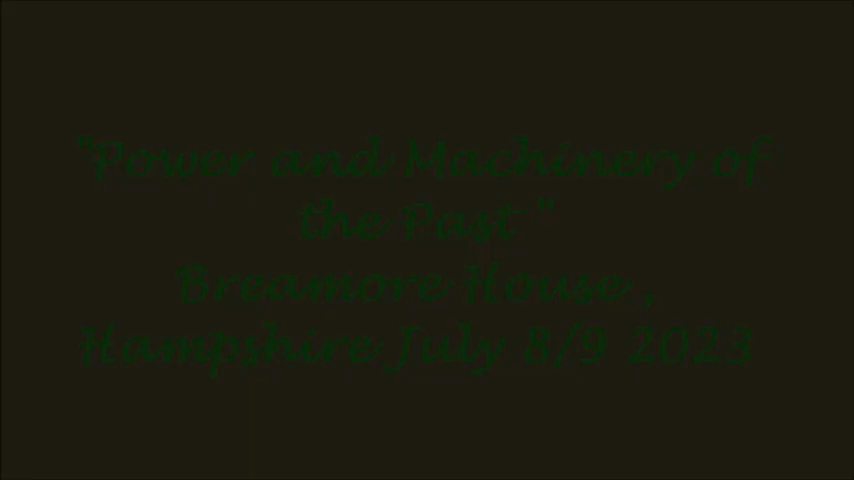 "Power and Machinery of
the Past "
Breamore House ,
Hampshire July 8/9 2023